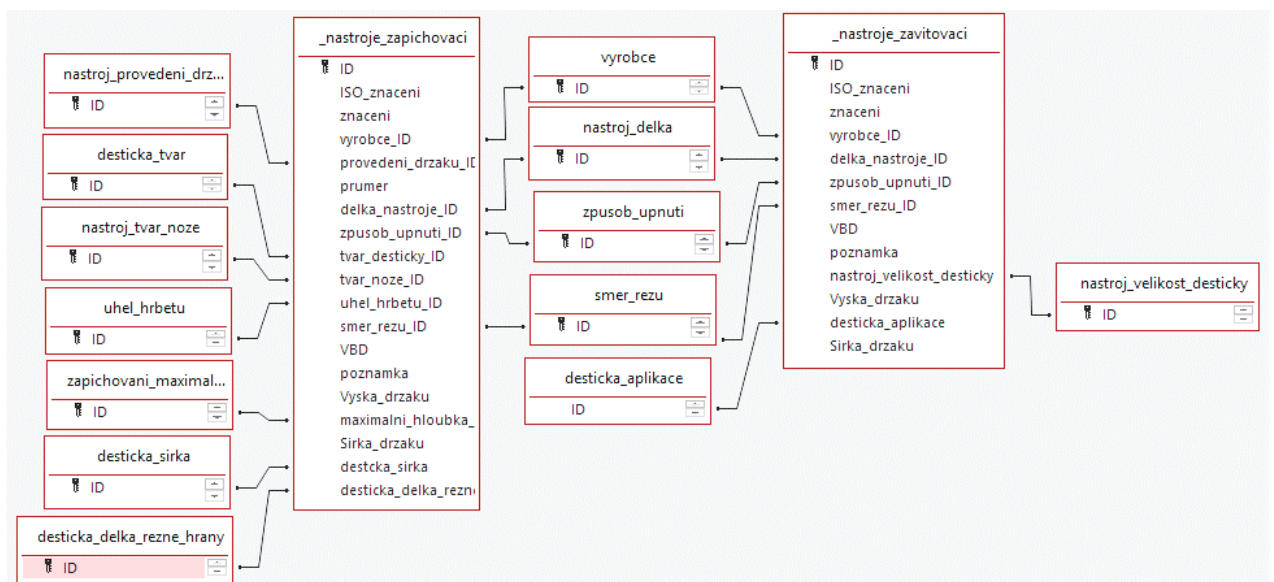 nastroj_provedeni_drz...
ID
desticka_tvar
ID
nastroj_tvar_noze
ID
uhel_hrbetu
ID
zapichovani_maximal...
ID
desticka_sirka
ID
desticka_delka_rezne_hrany
ID
_nastroje_zapichovaci
ID
ISO_znaceni
znaceni
vyrobce_ID
provedeni_drzaku_ID
prumer
delka_nastroje_ID
zpusob_upnuti_ID
tvar_desticky_ID
tvar_noze_ID
uhel_hrbetu_ID
smer_rezu_ID
VBD
poznamka
Vyska_drzaku
maximalni_hloubka_
Sirka_drzaku
destcka_sirka
desticka_delka_rezn
vyrobce
ID
nastroj_delka
ID
zpusob_upnuti
ID
smer_rezu
ID
desticka_aplikace
ID
_nastroje_zavitovaci
ID
ISO_znaceni
znaceni
vyrobce_ID
delka_nastroje_ID
zpusob_upnuti_ID
smer_rezu_ID
VBD
poznamka
nastroj_velikost_desticky
Vyska_drzaku
desticka_aplikace
Sirka_drzaku
nastroj_velikost_desticky
ID